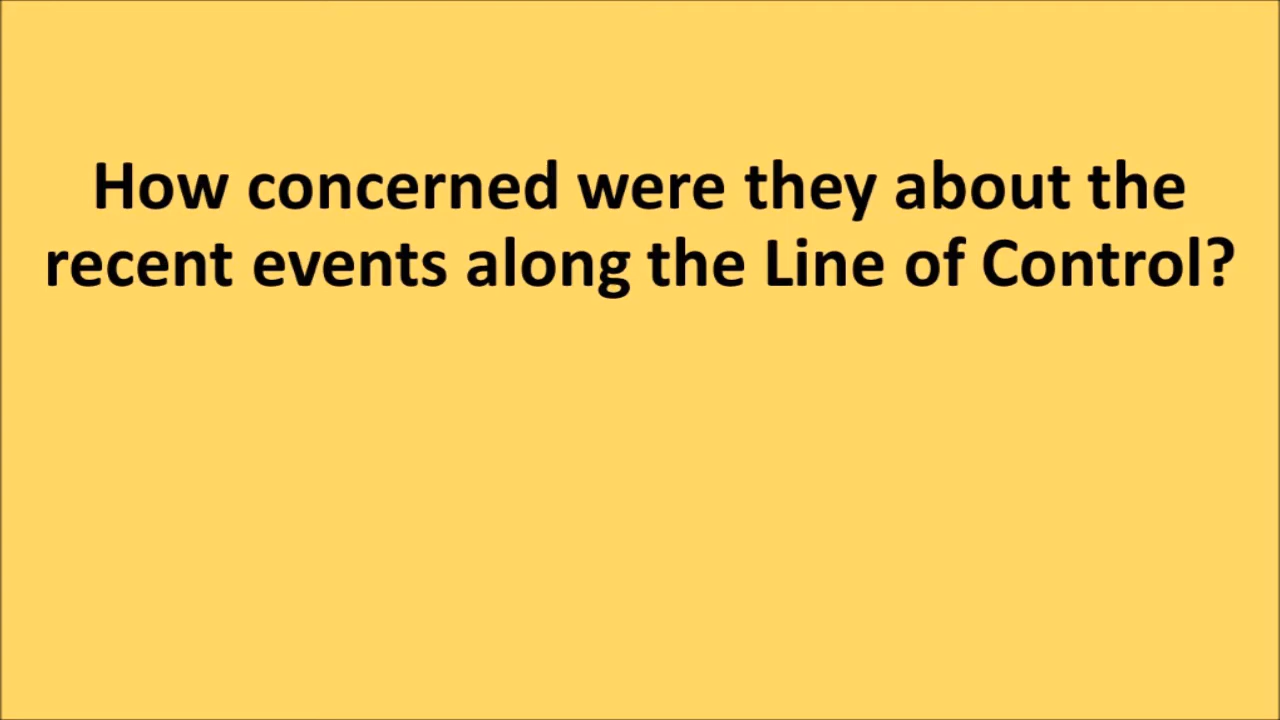 How concerned were they about the
recent events along the Line of Control?